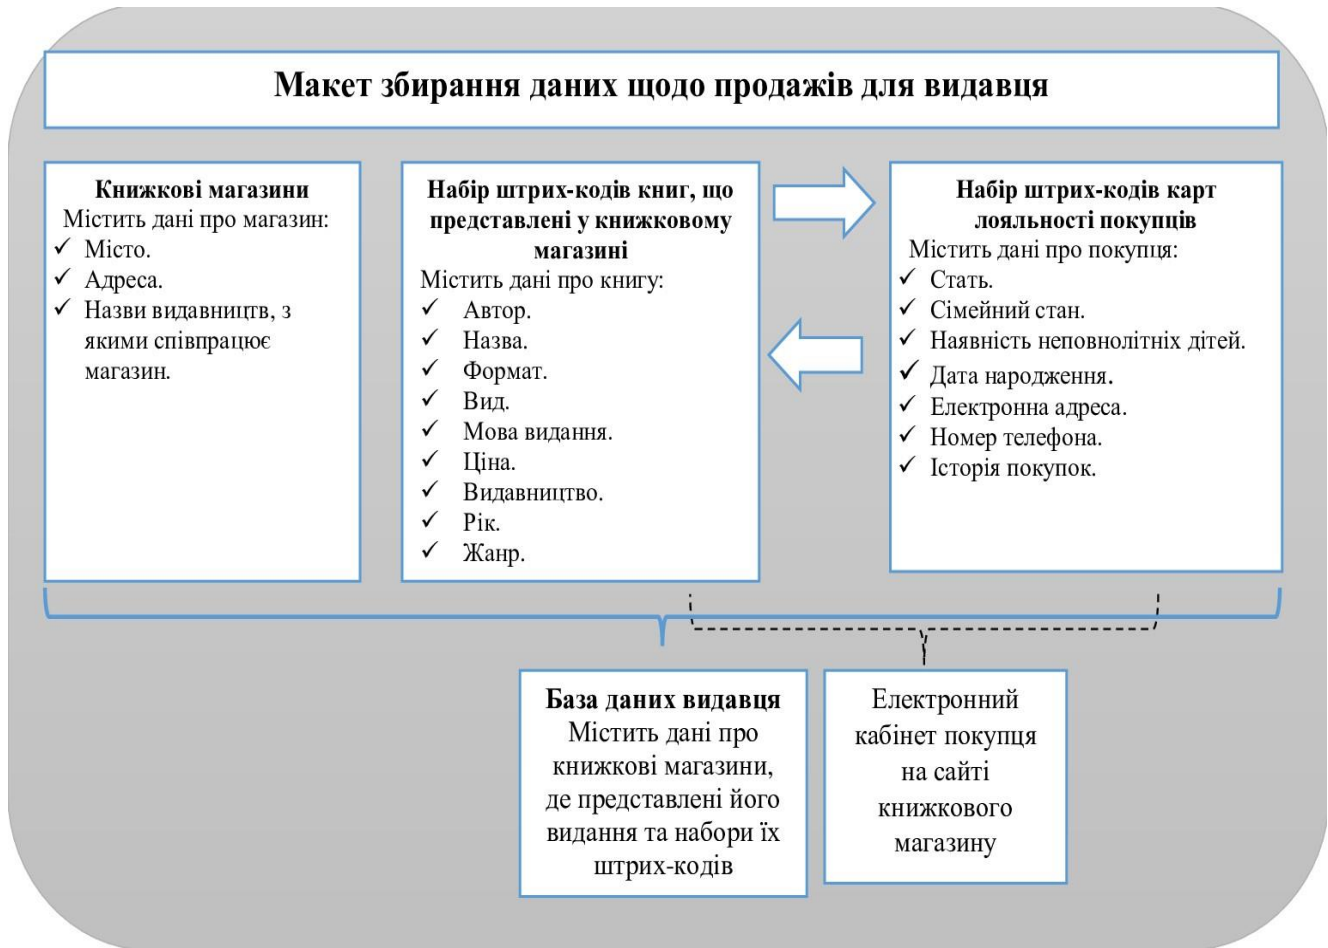 Макет збирання даних щодо продажів для видавця
Книжкові магазини
Містить дані про магазин:
✓ Місто.
✓ Адреса.
✓ Назви видавництв, з
якими співпрацює
магазин.
Набір штрих-кодів книг, що
представлені у книжковому
магазині
Містить дані про книгу:
✓ Автор.
✓ Назва.
✓ Формат.
✓ Вид.
✓ Мова видання.
✓ Ціна.
✓ Видавництво.
✓ Рік.
✓ Жанр.
Набір штрих-кодів карт
лояльності покупців
Містить дані про покупця:
✓ Стать.
✓ Сімейний стан.
✓ Наявність неповнолітніх дітей.
✓ Дата народження.
✓ Електронна адреса.
✓ Номер телефона.
✓ Історія покупок.
База даних видавця
Містить дані про
книжкові магазини,
де представлені його
видання та набори їх
штрих-кодів
Електронний
кабінет покупця
на сайті
книжкового
магазину